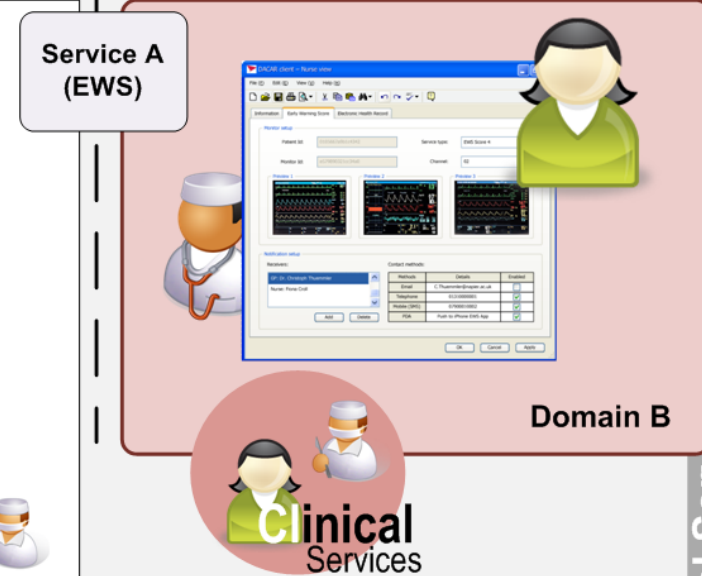 Service A
(EWS)
DACAR client – Nurse view
File (F) Edit (E) View (V) Help (H)
Information Early Warning Score Electronic Health Record
Monitor setup
Patient Id:
Service type: EWS Score 4
Monitor Id:
Channel: 02
Preview 1 Preview 2 Preview 3
Notification setup
Receivers:
Contact methods:
GP: Dr. Christoph Thuemmler
Nurse: Fiona Croll
Methods Details Enabled
Email C.Thuemmler@napier.ac.uk
Telephone
Mobile (SMS)
PDA Push to iPhone EWS App
Add Delete
OK Cancel Apply
Domain B
Clinical
Services